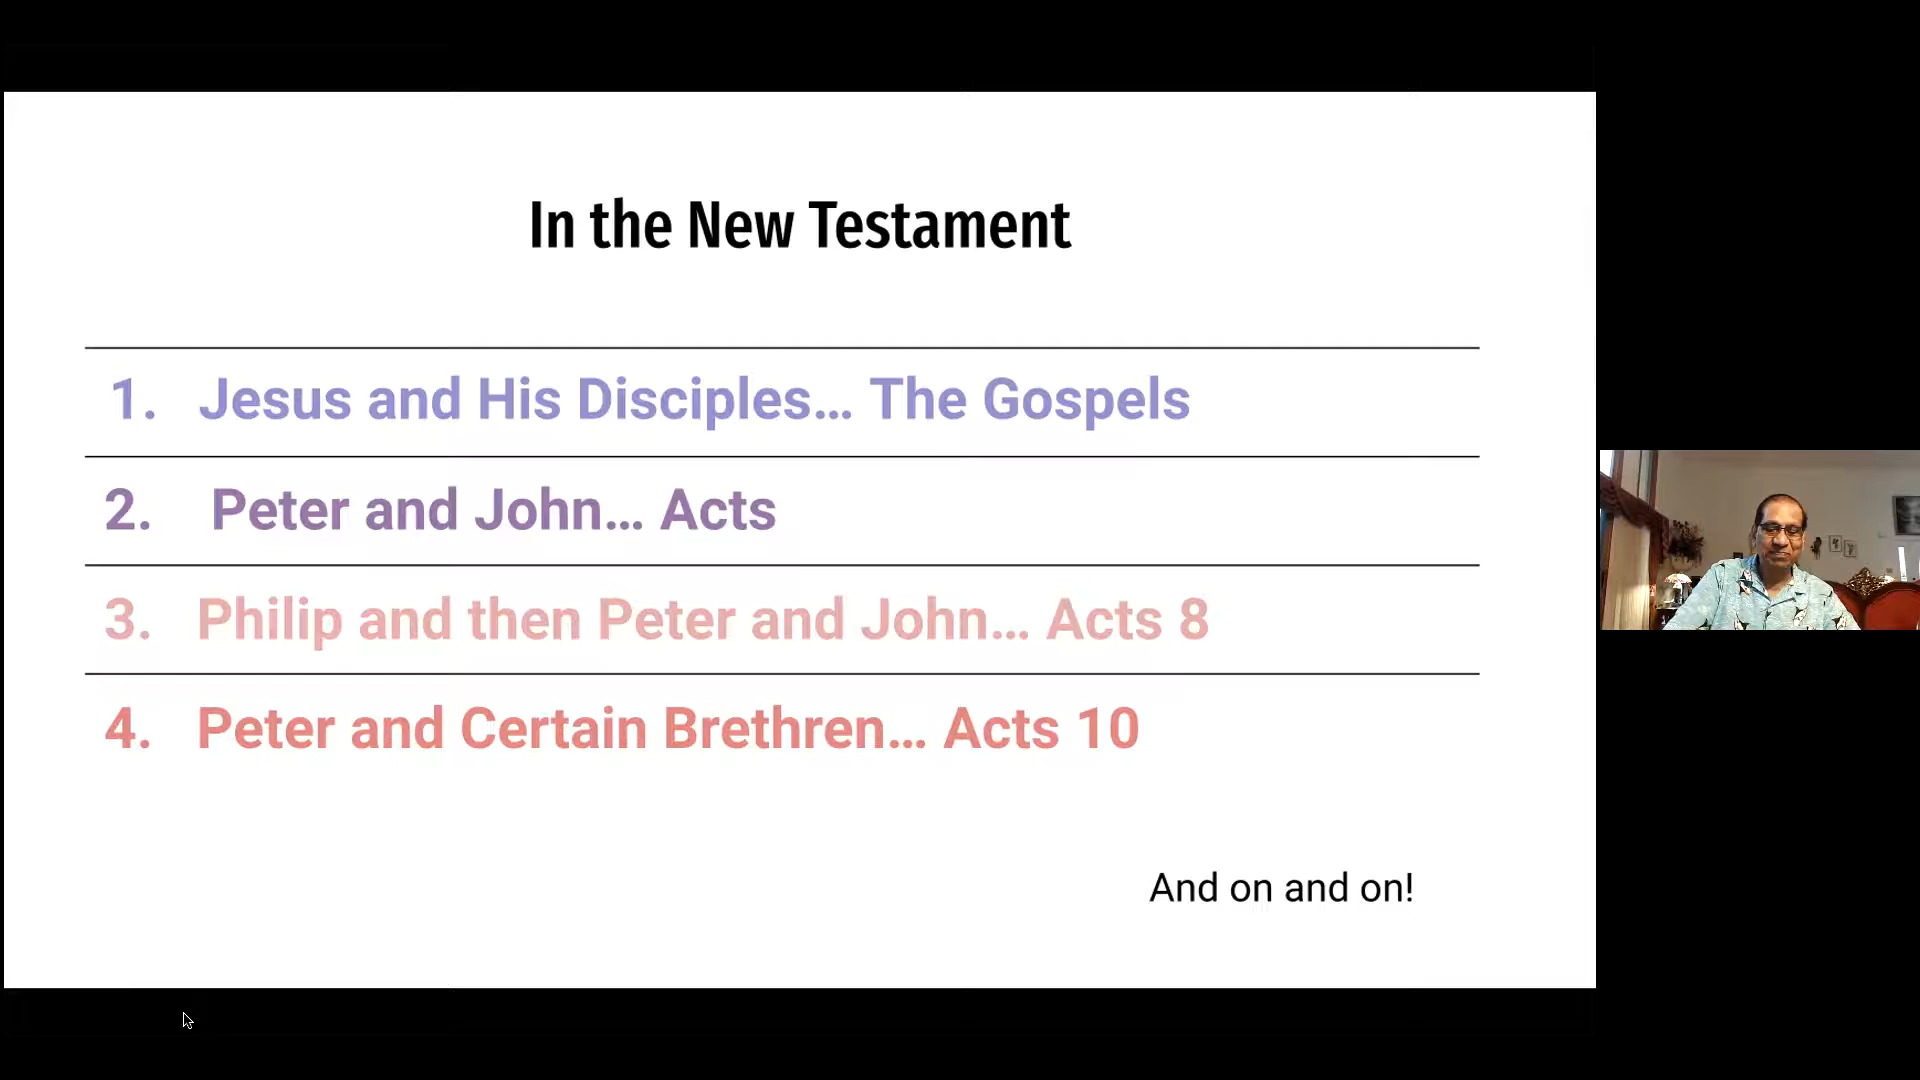 In the New Testament
1. Jesus and His Disciples... The Gospels
2. Peter and John... Acts
3. Philip and then Peter and John... Acts 8
4. Peter and Certain Brethren... Acts 10
And on and on!